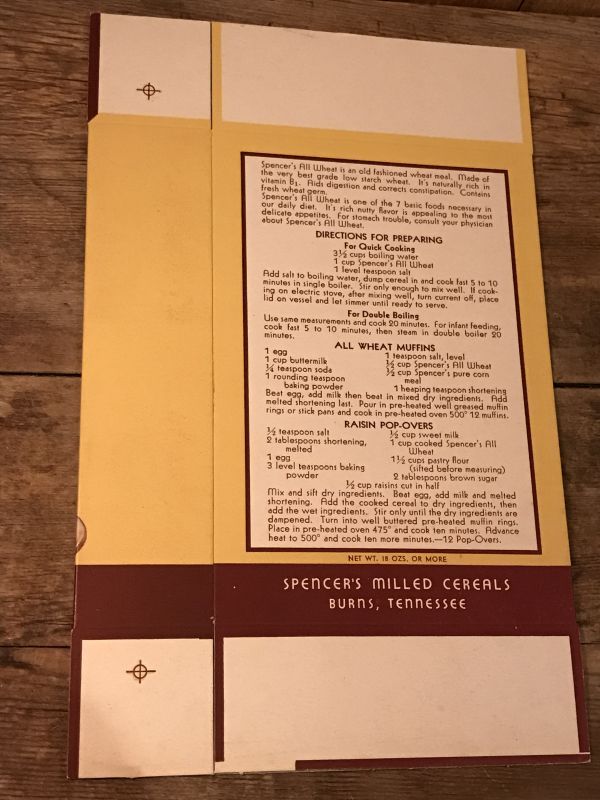 Spencer's All Wheat is an old fashioned wheat meal. Made of
the very best grade low starch wheat. It's naturally rich in
vitamin B1. Aids digestion and corrects constipation. Contains
fresh wheat germ.
Spencer's All Wheat is one of the 7 basic foods necessary in
our daily diet. It's rich nutty flavor is appealing to the most
delicate appetites. For stomach trouble, consult your physician
about Spencer's All Wheat.
DIRECTIONS FOR PREPARING
For Quick Cooking
3½ cups boiling water
1 cup Spencer's All Wheat
1 level teaspoon salt
Add salt to boiling water, dump cereal in and cook fast 5 to 10
minutes in single boiler. Stir only enough to mix well. If cook-
ing on electric stove, after mixing well, turn current off, place
lid on vessel and let simmer until ready to serve.
For Double Boiling
Use same measurements and cook 20 minutes. For infant feeding,
cook fast 5 to 10 minutes, then steam in double boiler 20
minutes.
ALL WHEAT MUFFINS
1 egg
1 cup buttermilk
¼ teaspoon soda
1 rounding teaspoon
baking powder
1 teaspoon salt, level
½ cup Spencer's All Wheat
½ cup Spencer's pure corn
meal
1 heaping teaspoon shortening
Beat egg, add milk then beat in mixed dry ingredients. Add
melted shortening last. Pour in pre-heated well greased muffin
rings or stick pans and cook in pre-heated oven 500° 12 muffins.
RAISIN POP-OVERS
½ teaspoon salt
2 tablespoons shortening,
melted
1 egg
3 level teaspoons baking
powder
½ cup sweet milk
1 cup cooked Spencer's All
Wheat
1½ cups pastry flour
(sifted before measuring)
2 tablespoons brown sugar
½ cup raisins cut in half
Mix and sift dry ingredients. Beat egg, add milk and melted
shortening. Add the cooked cereal to dry ingredients, then
add the wet ingredients. Stir only until the dry ingredients are
dampened. Turn into well buttered pre-heated muffin rings.
Place in pre-heated oven 475° and cook ten minutes. Advance
heat to 500° and cook ten more minutes.—12 Pop-Overs.
NET WT. 18 OZS. OR MORE
SPENCER'S MILLED CEREALS
BURNS, TENNESSEE